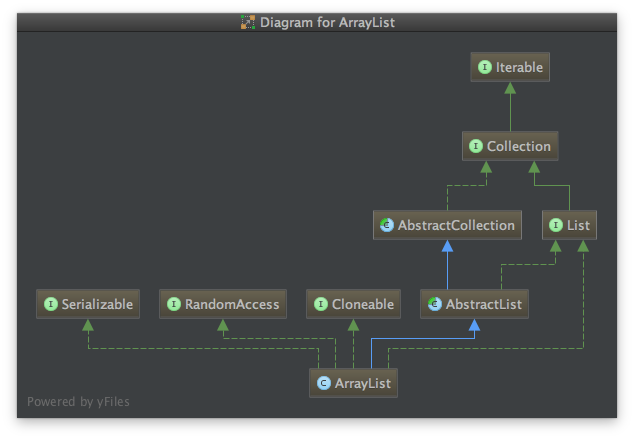 Diagram for ArrayList
I Iterable
I Collection
C AbstractCollection
I List
I Serializable
I RandomAccess
I Cloneable
C AbstractList
C ArrayList
Powered by yFiles